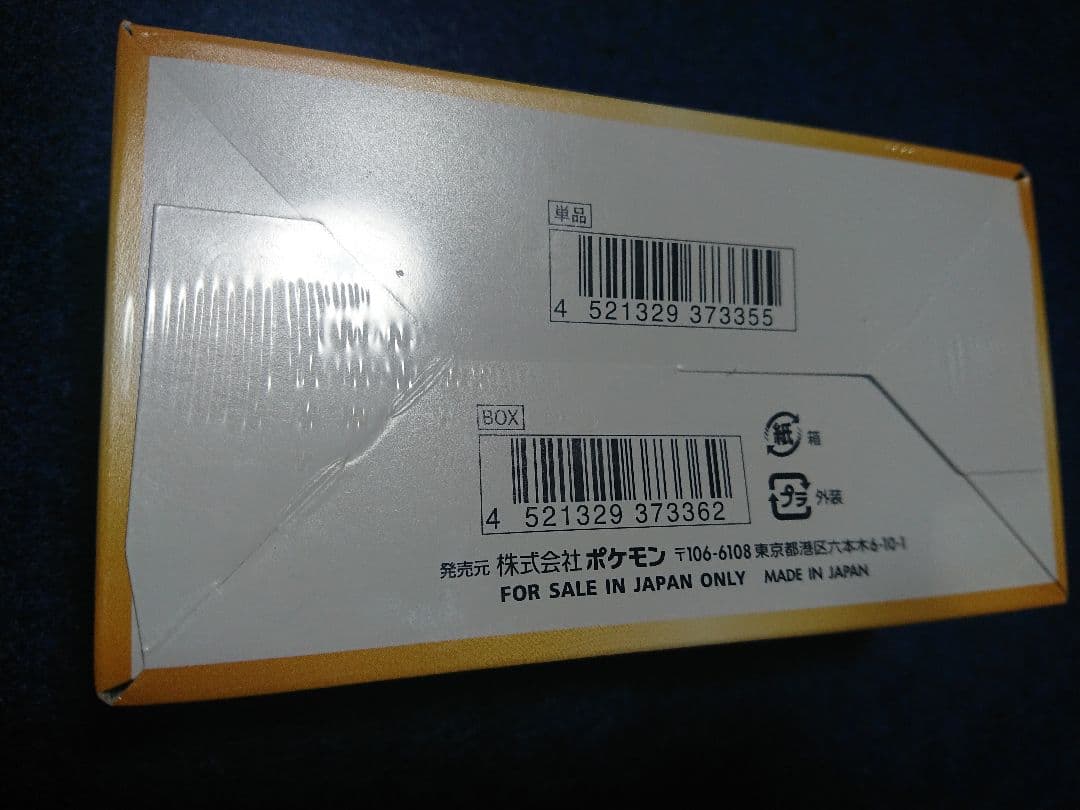 単品
4 521329 373355
BOX
4 521329 373362
紙 箱
プラ 外装
発売元 株式会社 ポケモン 〒106-6108 東京都港区六本木6-10-1
FOR SALE IN JAPAN ONLY MADE IN JAPAN